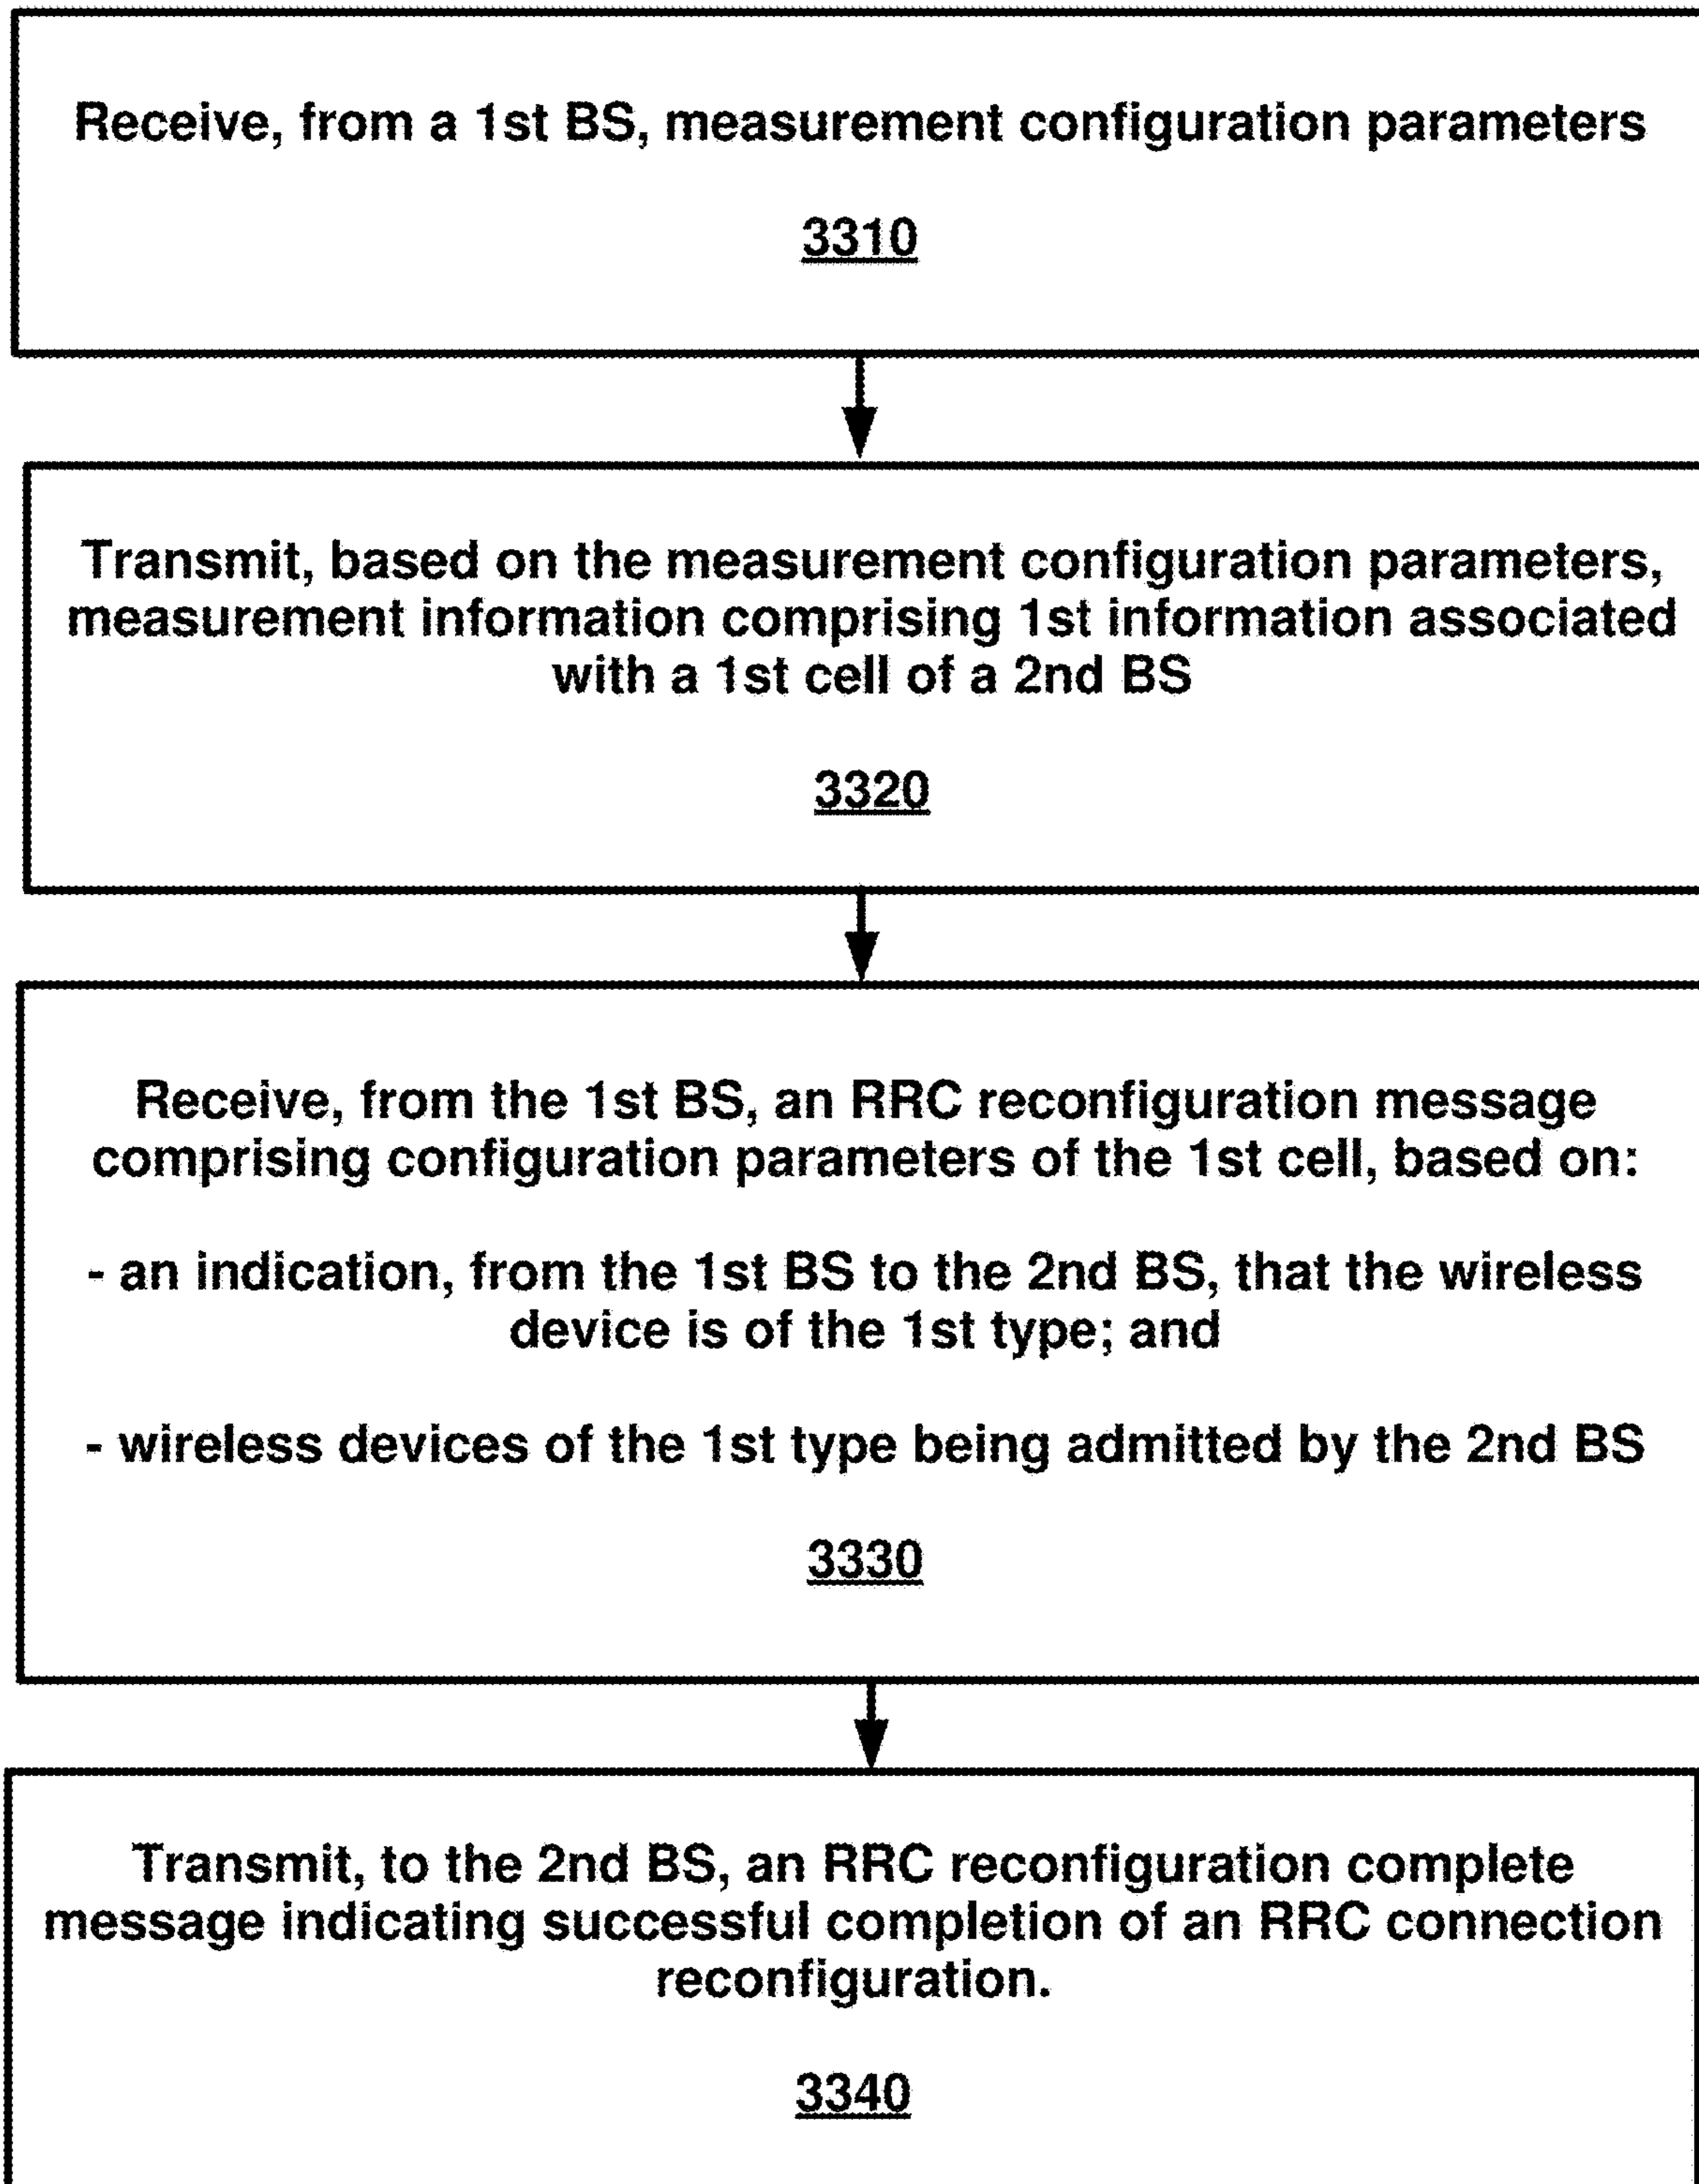 Receive, from a 1st BS, measurement configuration parameters
3310
Transmit, based on the measurement configuration parameters,
measurement information comprising 1st information associated
with a 1st cell of a 2nd BS
3320
Receive, from the 1st BS, an RRC reconfiguration message
comprising configuration parameters of the 1st cell, based on:
- an indication, from the 1st BS to the 2nd BS, that the wireless
device is of the 1st type; and
- wireless devices of the 1st type being admitted by the 2nd BS
3330
Transmit, to the 2nd BS, an RRC reconfiguration complete
message indicating successful completion of an RRC connection
reconfiguration.
3340